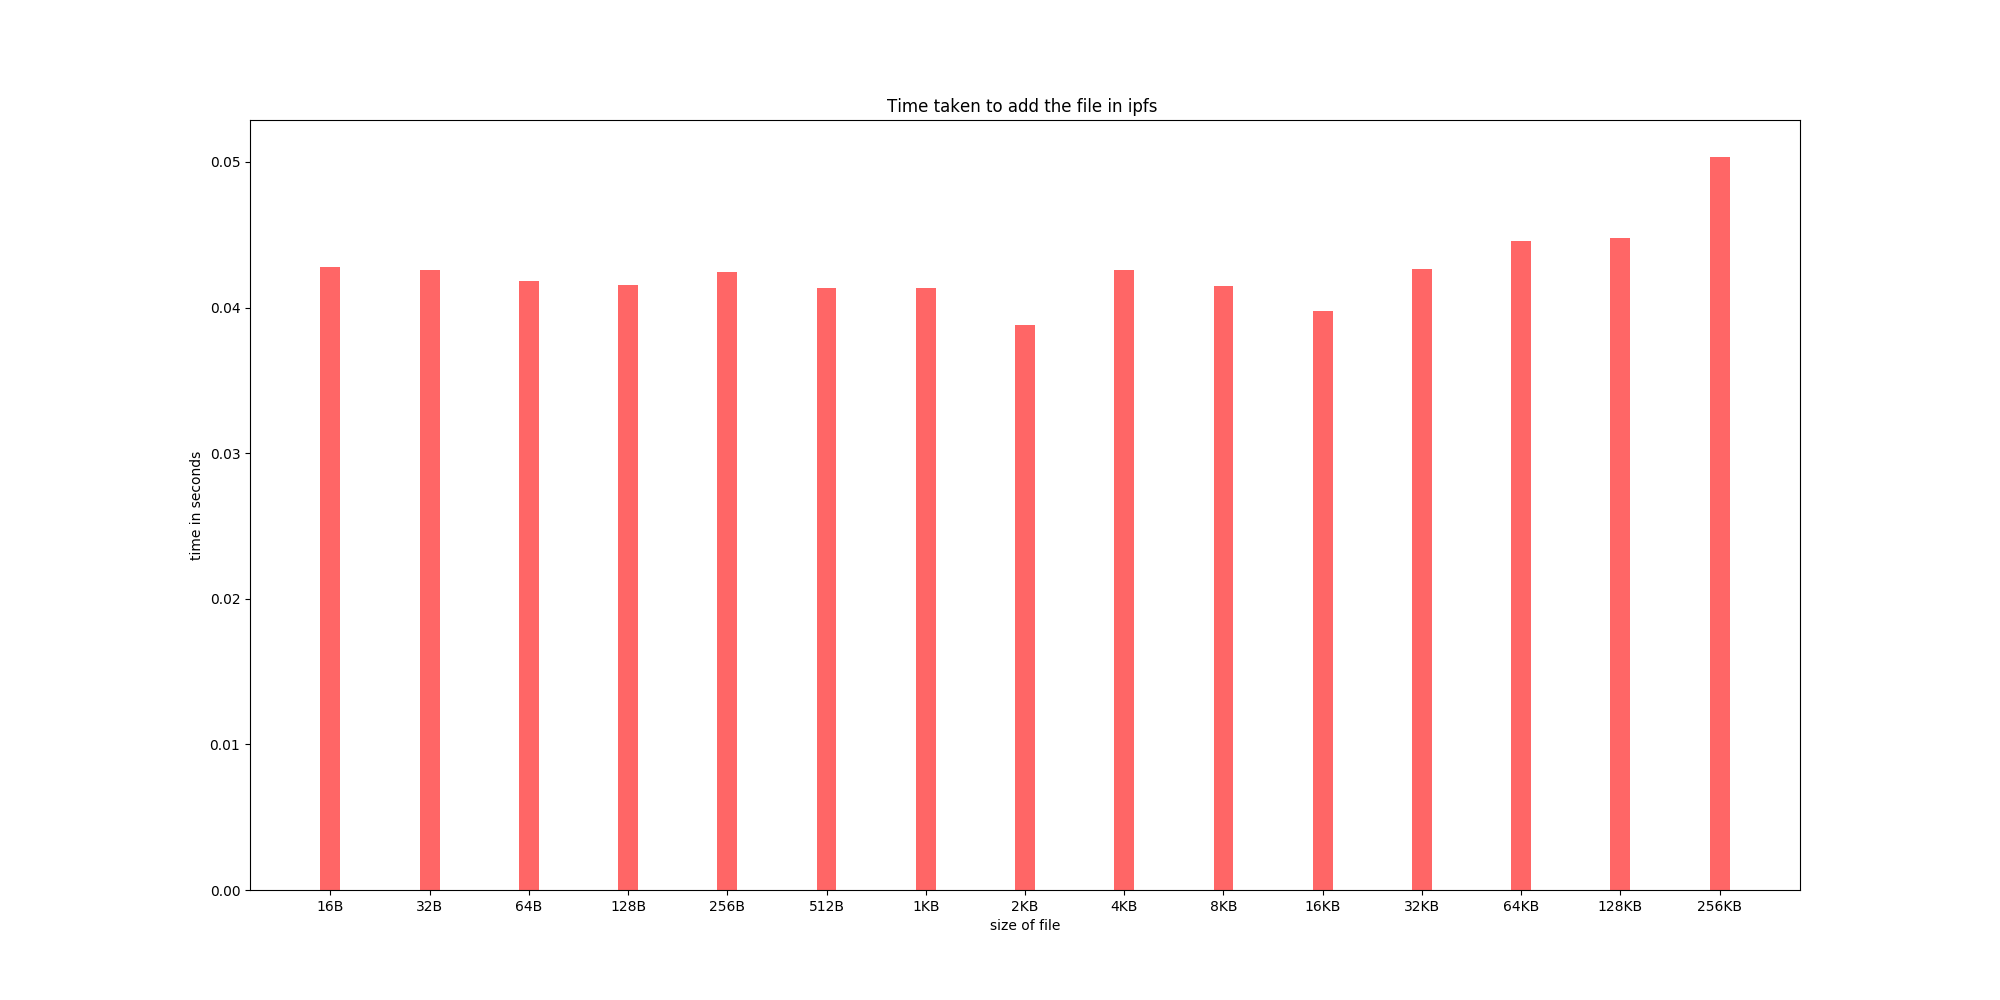 Time taken to add the file in ipfs
0.05
0.04
0.03
0.02
0.01
0.00
time in seconds
16B 32B 64B 128B 256B 512B 1KB 2KB 4KB 8KB 16KB 32KB 64KB 128KB 256KB
size of file